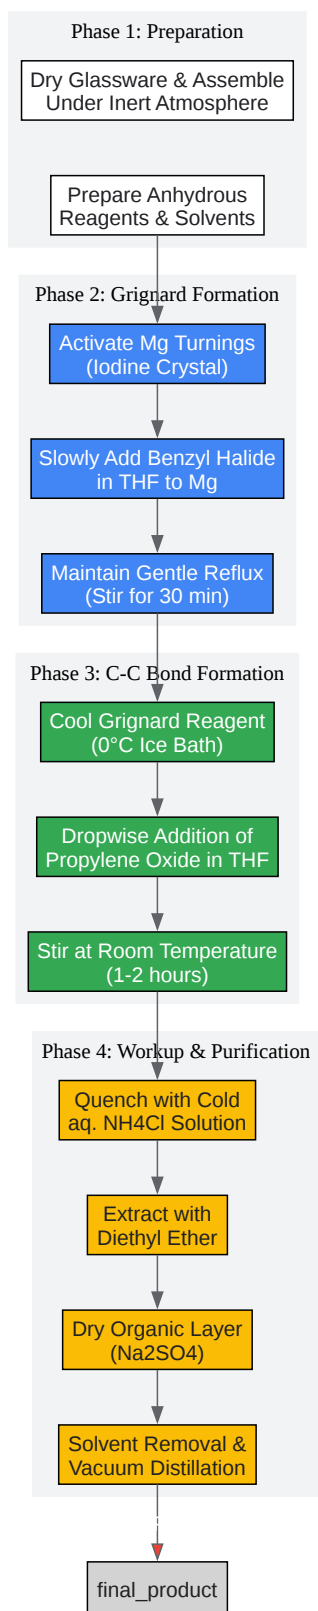 Phase 1: Preparation
Dry Glassware & Assemble
Under Inert Atmosphere
Prepare Anhydrous
Reagents & Solvents
Phase 2: Grignard Formation
Activate Mg Turnings
(Iodine Crystal)
Slowly Add Benzyl Halide
in THF to Mg
Maintain Gentle Reflux
(Stir for 30 min)
Phase 3: C-C Bond Formation
Cool Grignard Reagent
(0°C Ice Bath)
Dropwise Addition of
Propylene Oxide in THF
Stir at Room Temperature
(1-2 hours)
Phase 4: Workup & Purification
Quench with Cold
aq. NH4Cl Solution
Extract with
Diethyl Ether
Dry Organic Layer
(Na2SO4)
Solvent Removal &
Vacuum Distillation
final_product